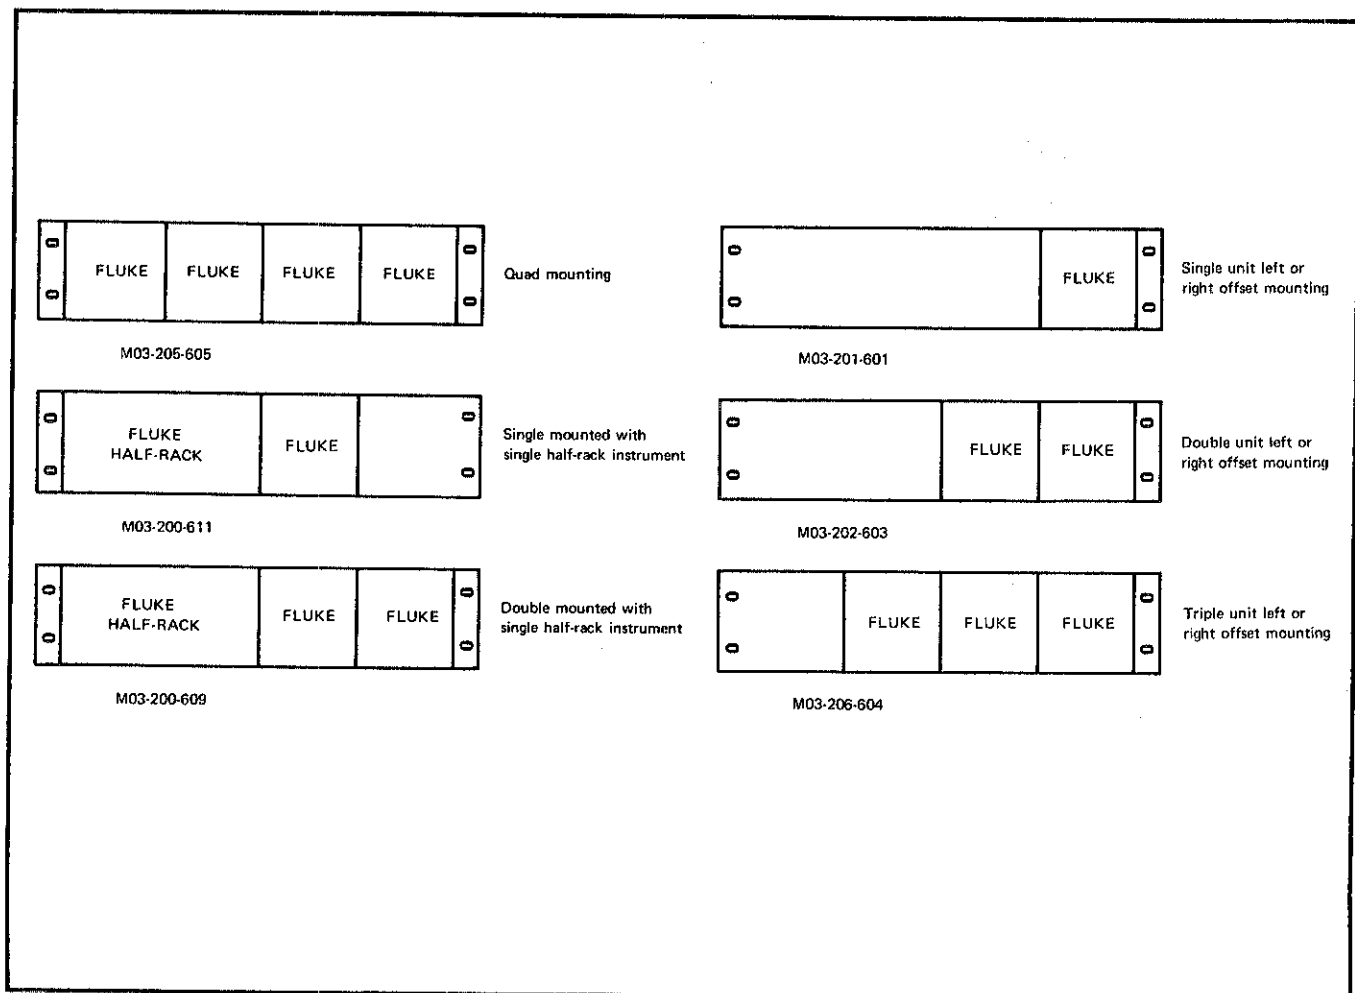 FLUKE FLUKE FLUKE FLUKE
Quad mounting
M03-205-605
FLUKE
HALF-RACK
FLUKE
Single mounted with
single half-rack instrument
M03-200-611
FLUKE
HALF-RACK
FLUKE FLUKE
Double mounted with
single half-rack instrument
M03-200-609
FLUKE
Single unit left or
right offset mounting
M03-201-601
FLUKE FLUKE
Double unit left or
right offset mounting
M03-202-603
FLUKE FLUKE FLUKE
Triple unit left or
right offset mounting
M03-206-604